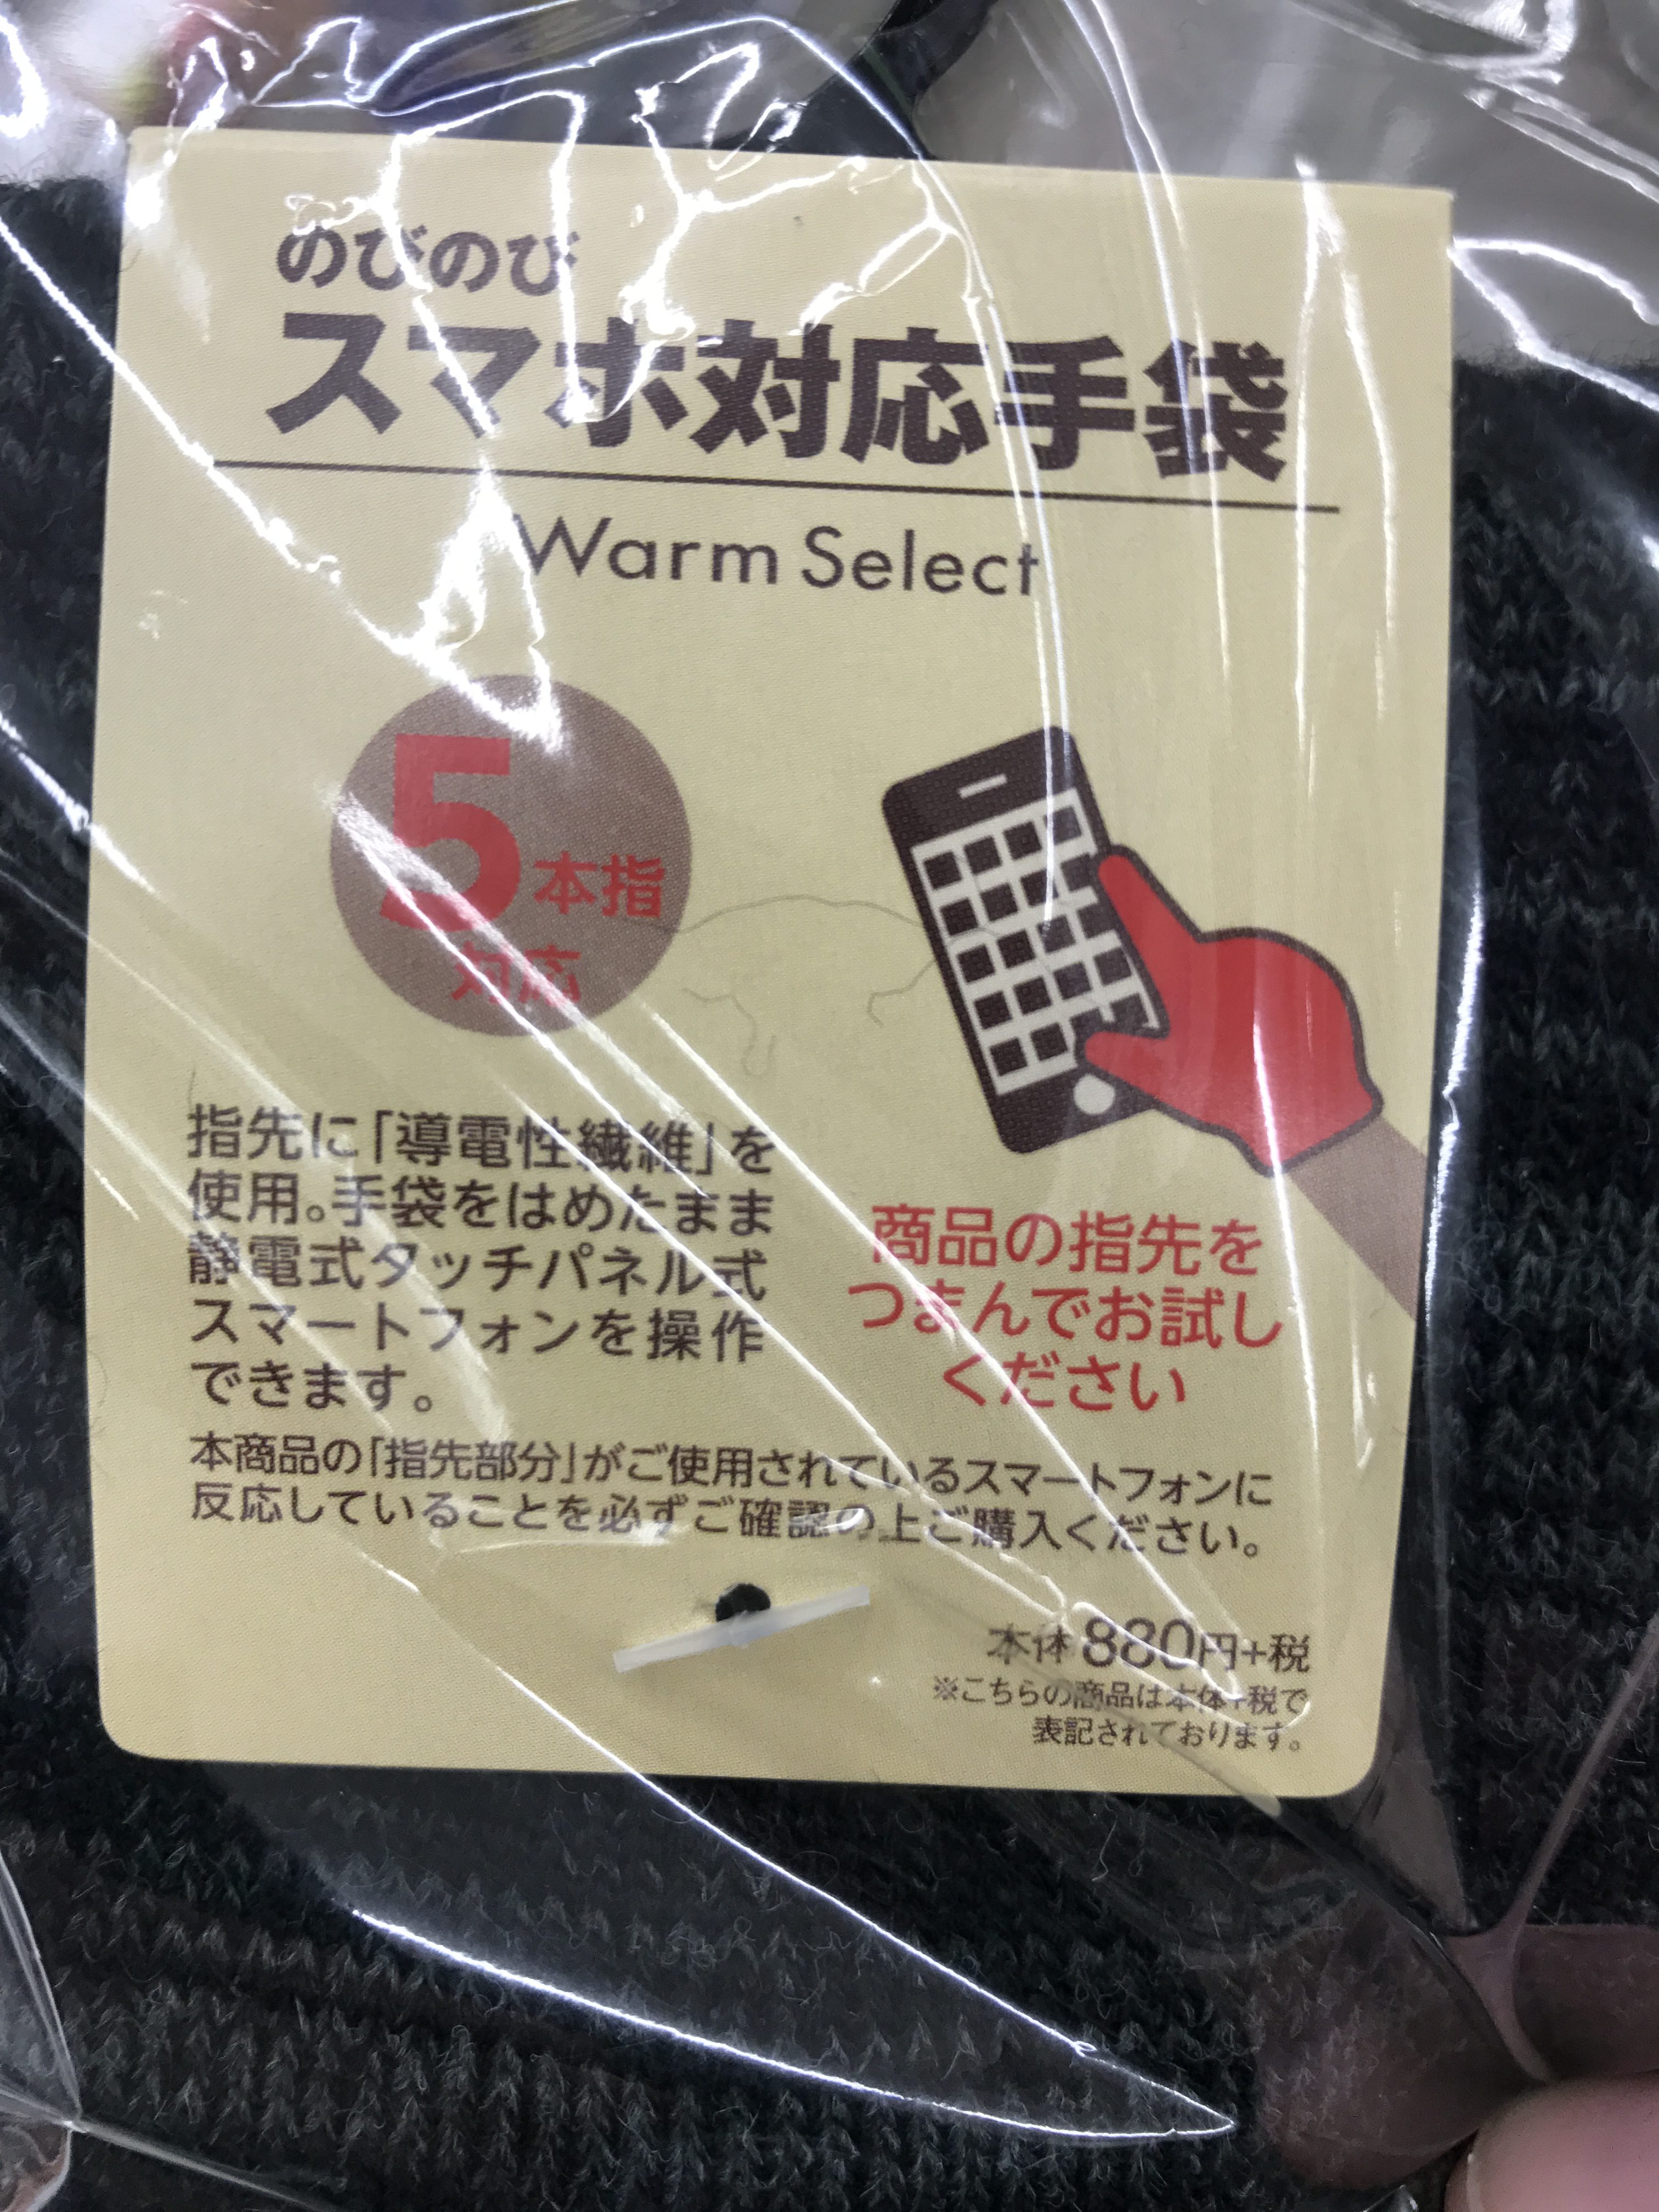 のびのび
スマホ対応手袋
Warm Select
5本指
対応
指先に「導電性繊維」を
使用。手袋をはめたまま
静電式タッチパネル式
スマートフォンを操作
できます。
商品の指先を
つまんでお試し
ください
本商品の「指先部分」がご使用されているスマートフォンに
反応していることを必ずご確認の上ご購入ください。
本体880円+税
※こちらの商品は本体+税で
表記されております。